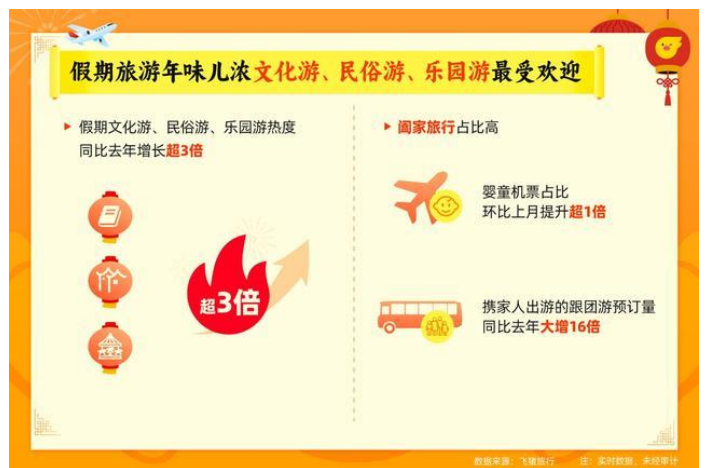 假期旅游年味儿浓文化游、民俗游、乐园游最受欢迎
假期文化游、民俗游、乐园游热度
同比去年增长超3倍
超3倍
阖家旅行占比高
婴童机票占比
环比上月提升超1倍
携家人出游的跟团游预订量
同比去年大增16倍
数据来源:飞猪旅行 注:实时数据,未经审计